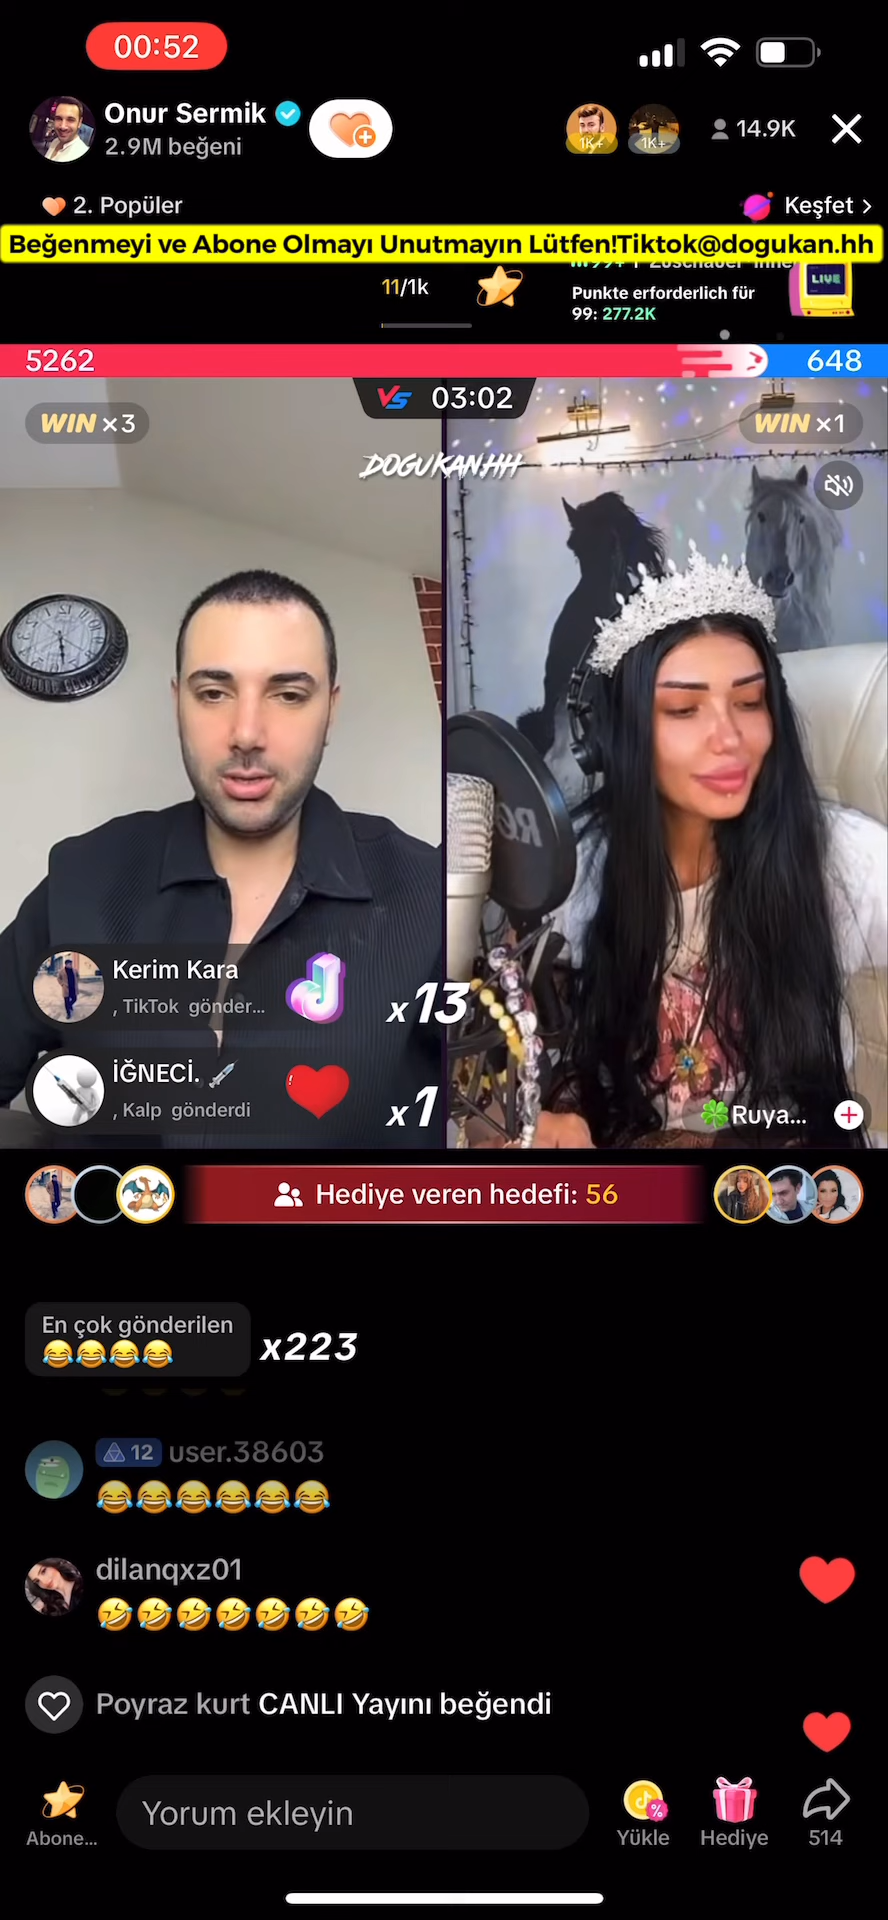 00:52
Onur Sermik
2.9M beğeni
1K+
1K+
14.9K
2. Popüler
Keşfet >
Beğenmeyi ve Abone Olmayı Unutmayın Lütfen!Tiktok@dogukan.hh
11/1k
Punkte erforderlich für
99: 277.2K
LIVE
5262
648
VS 03:02
WIN x3
WIN x1
DOGUKAN.HH
Kerim Kara
, TikTok gönder...
x13
İĞNECİ.
, Kalp gönderdi
x1
Ruya...
Hediye veren hedefi: 56
En çok gönderilen
😂😂😂😂
x223
12 user.38603
😂😂😂😂😂😂
dilanqxz01
🤣🤣🤣🤣🤣🤣🤣
Poyraz kurt CANLI Yayını beğendi
Yorum ekleyin
Abone...
Yükle
Hediye
514